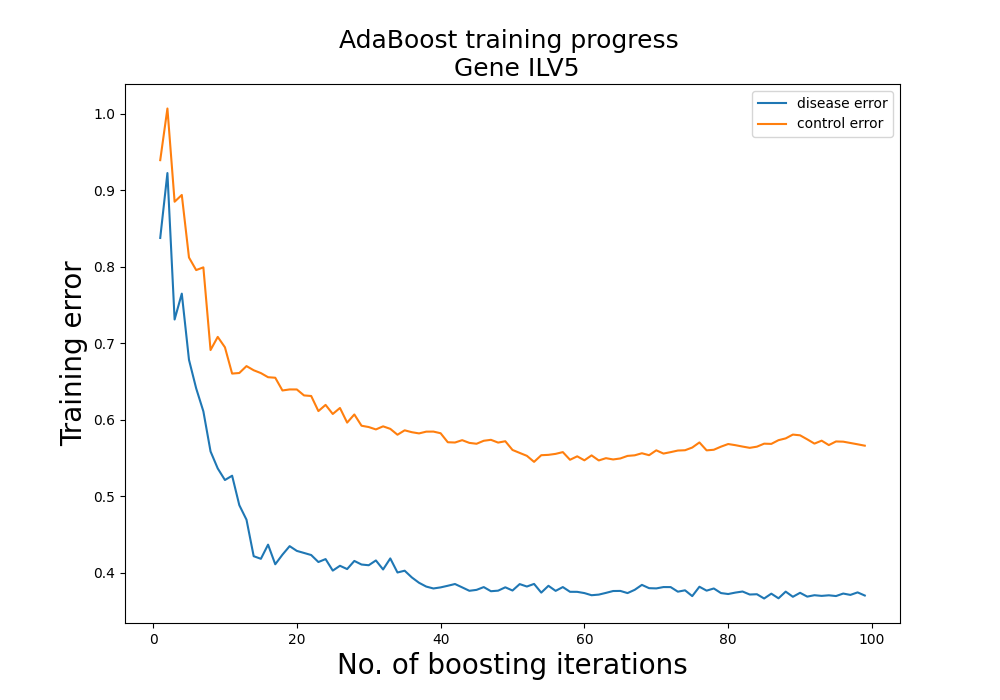 AdaBoost training progress
Gene ILV5
disease error
control error
Training error
1.0
0.9
0.8
0.7
0.6
0.5
0.4
0
20
40
60
80
100
No. of boosting iterations